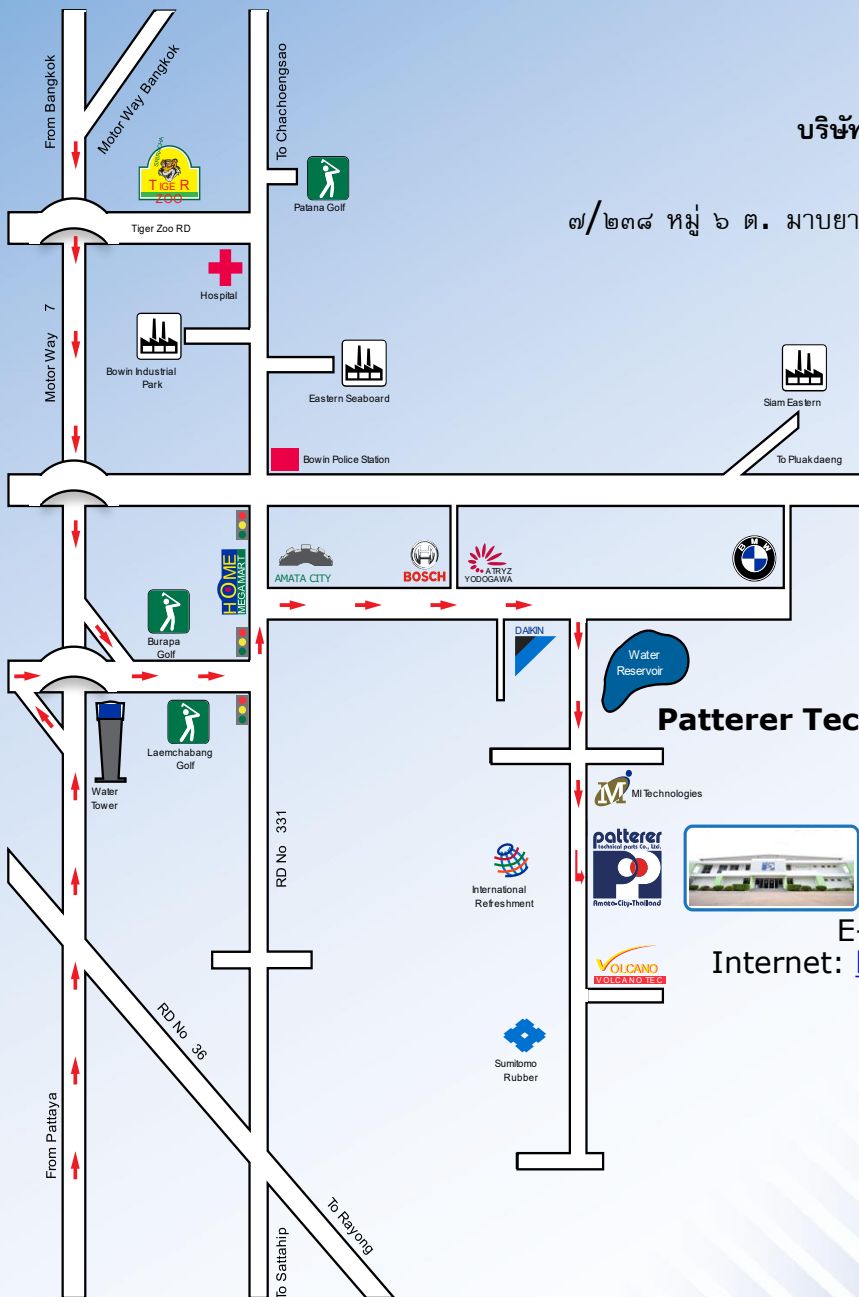 From Bangkok
Motor Way Bangkok
To Chachoengsao
บริษัท
SRIRACHA
TIGER
ZOO
Patana Golf
๗/๒๓๘ หมู่ ๖ ต. มาบยา
Tiger Zoo RD
Hospital
Motor Way 7
Bowin Industrial
Park
Eastern Seaboard
Siam Eastern
Bowin Police Station
To Pluakdaeng
HOME
MEGAMART
AMATA CITY
BOSCH
ATRYZ
YODOGAWA
BMW
Burapa
Golf
DAIKIN
Water
Reservoir
Laemchabang
Golf
Water
Tower
Patterer Tec
MI Technologies
patterer
technical parts Co., Ltd.
Amata-City-Thailand
RD No 331
International
Refreshment
E-
Internet:
VOLCANO
VOLCANO TEC
RD No 36
Sumitomo
Rubber
From Pattaya
To Rayong
To Sattahip